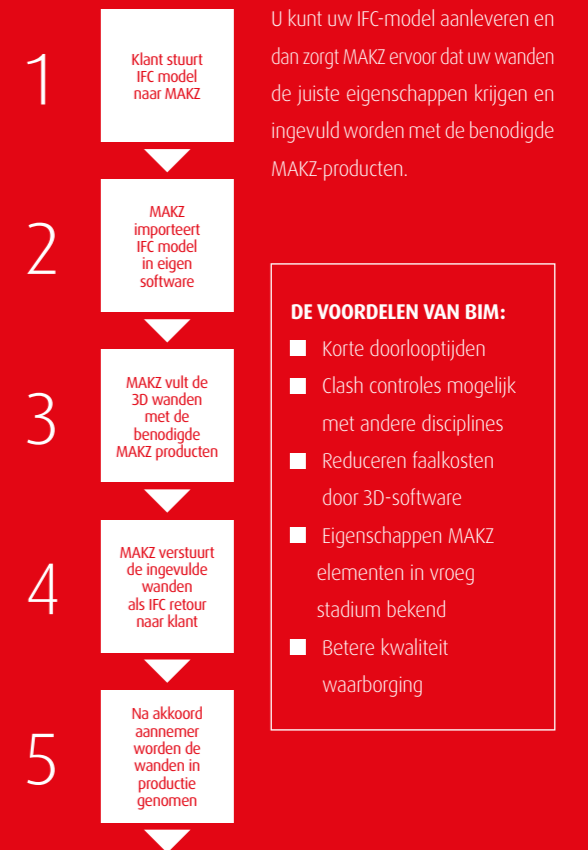 1
Klant stuurt
IFC model
naar MAKZ
2
MAKZ
importeert
IFC model
in eigen
software
3
MAKZ vult de
3D wanden
met de
benodigde
MAKZ producten
4
MAKZ verstuurt
de ingevulde
wanden
als IFC retour
naar klant
5
Na akkoord
aannemer
worden de
wanden in
productie
genomen
U kunt uw IFC-model aanleveren en
dan zorgt MAKZ ervoor dat uw wanden
de juiste eigenschappen krijgen en
ingevuld worden met de benodigde
MAKZ-producten.
DE VOORDELEN VAN BIM:
Korte doorlooptijden
Clash controles mogelijk
met andere disciplines
Reduceren faalkosten
door 3D-software
Eigenschappen MAKZ
elementen in vroeg
stadium bekend
Betere kwaliteit
waarborging